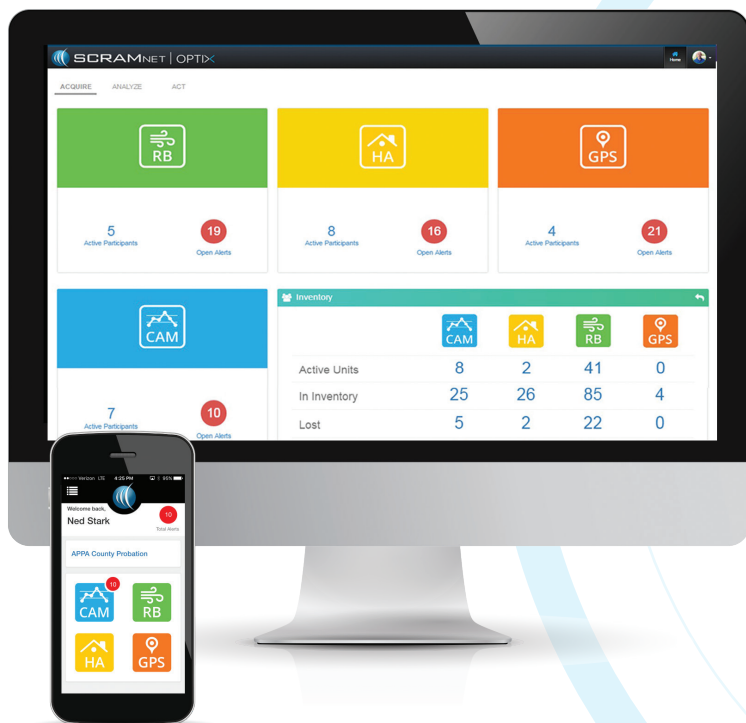 SCRAMNET | OPTIX
Home
ACQUIRE ANALYZE ACT
RB
HA
GPS
5
Active Participants
19
Open Alerts
8
Active Participants
16
Open Alerts
4
Active Participants
21
Open Alerts
CAM
7
Active Participants
10
Open Alerts
Inventory
CAM HA RB GPS
Active Units 8 2 41 0
In Inventory 25 26 85 4
Lost 5 2 22 0
Verizon LTE 4:25 PM 95%
Welcome back,
Ned Stark
10
Total Alerts
APPA County Probation
10
CAM RB
HA GPS